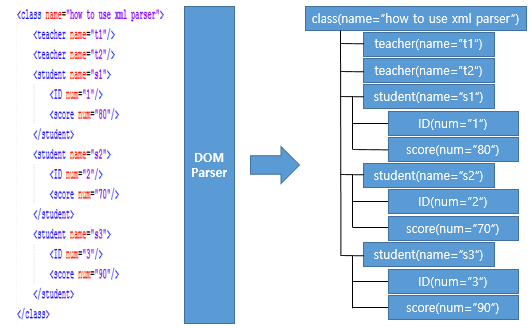 <class name="how to use xml parser">
<teacher name="t1"/>
<teacher name="t2"/>
<student name="s1">
<ID num="1"/>
<score num="80"/>
</student>
<student name="s2">
<ID num="2"/>
<score num="70"/>
</student>
<student name="s3">
<ID num="3"/>
<score num="90"/>
</student>
</class>
DOM
Parser
class(name="how to use xml parser")
teacher(name="t1")
teacher(name="t2")
student(name="s1")
ID(num="1")
score(num="80")
student(name="s2")
ID(num="2")
score(num="70")
student(name="s3")
ID(num="3")
score(num="90")